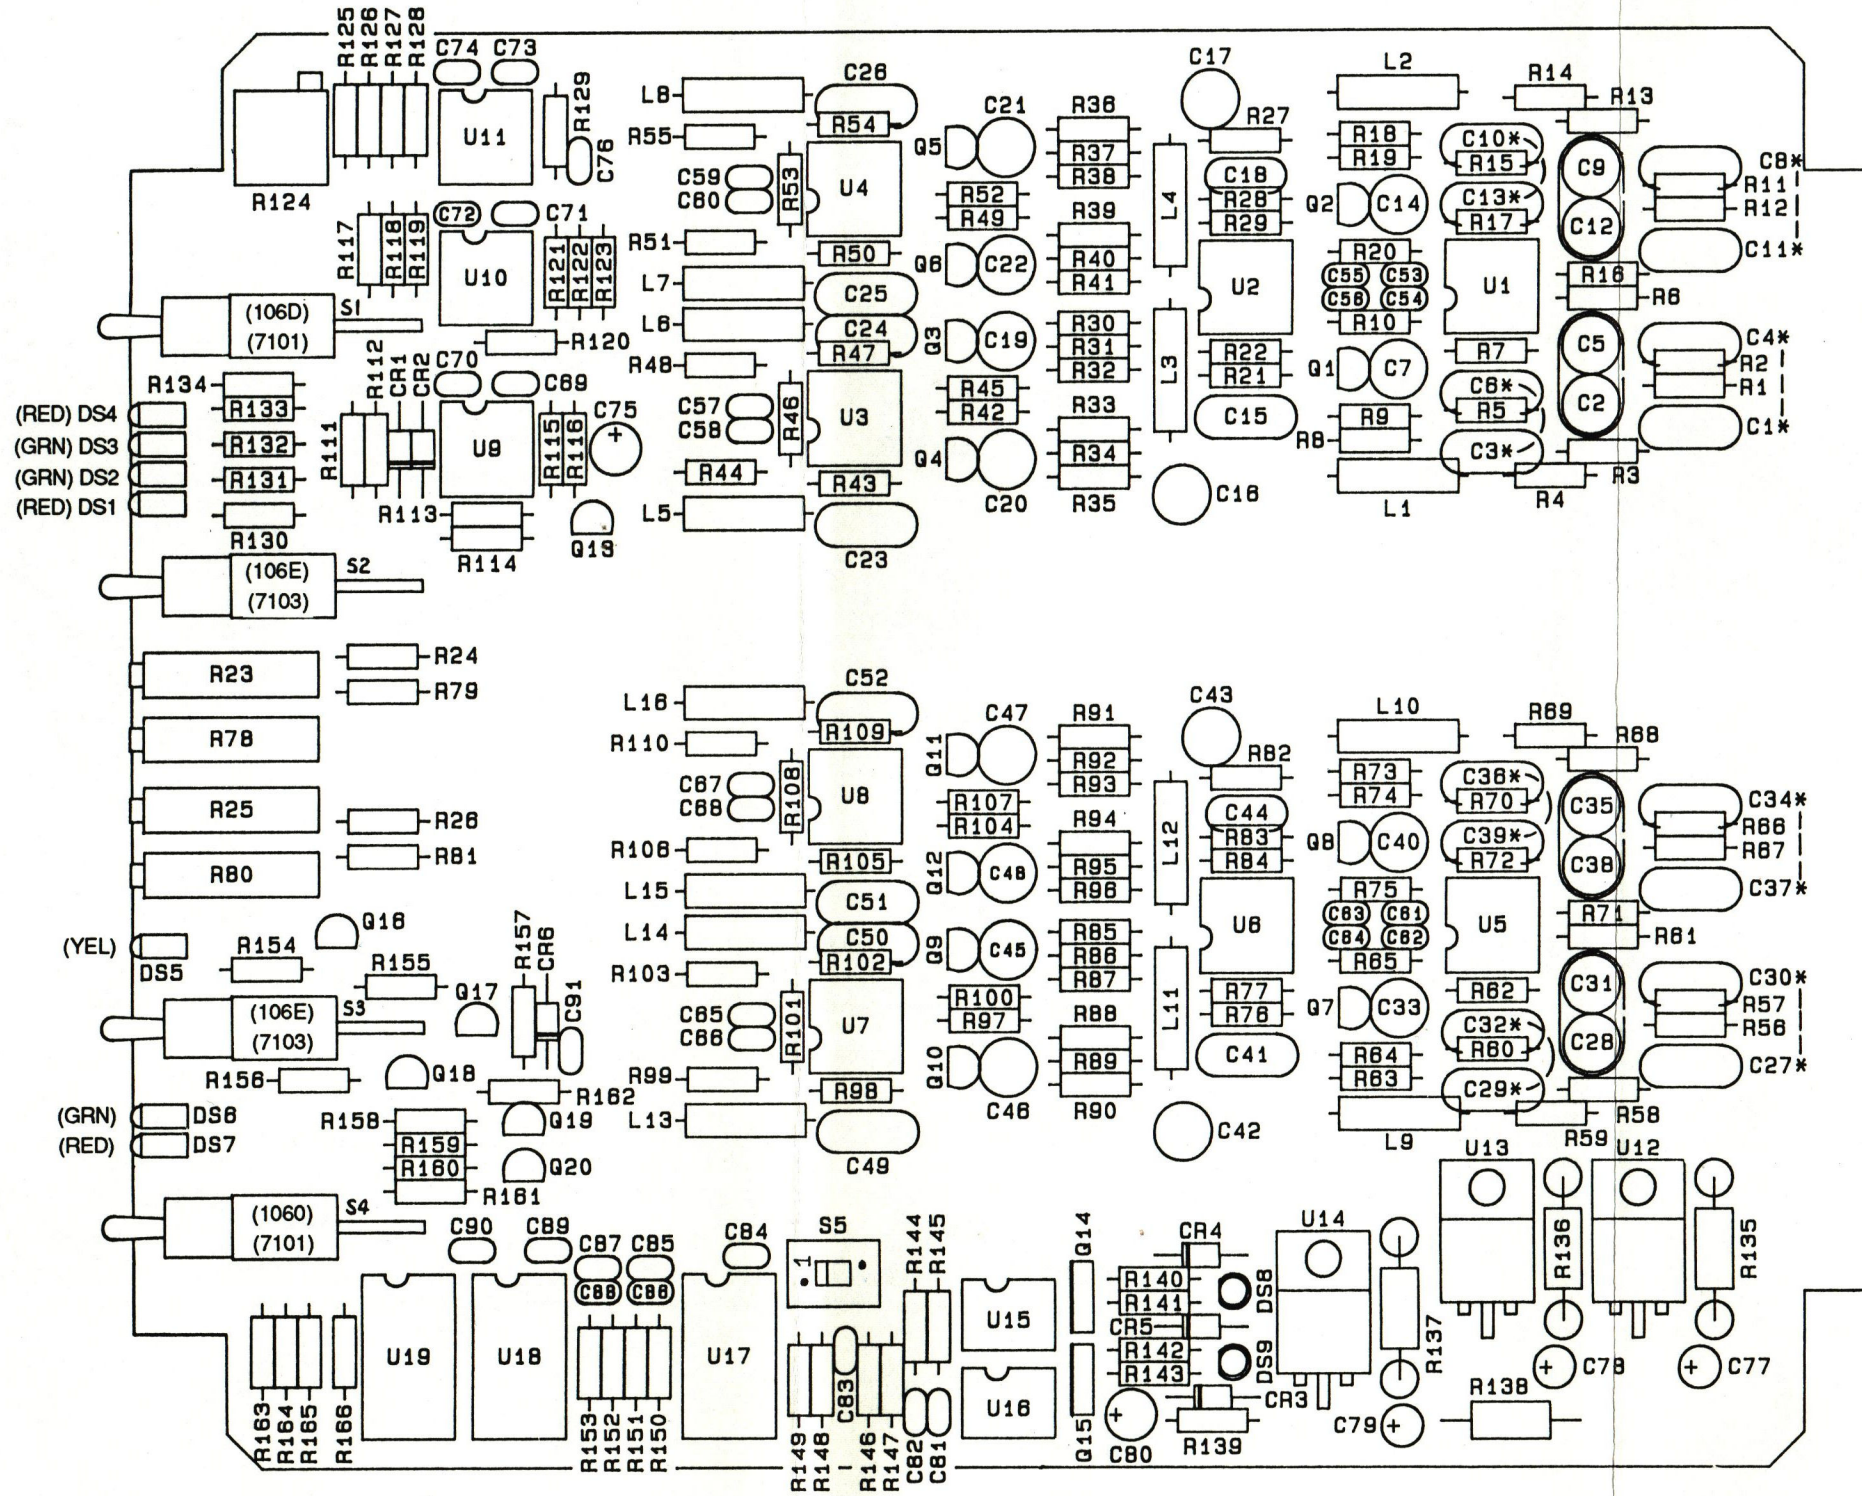 R125 R126 R127 R128
C74 C73
R129
C76
U11
R124
L8 C26
R55 R54
C59
C60 R53 U4
R51 R50
L7 C25
L6 C24
R48 R47
C57
C58 R46 U3
R44 R43
L5 C23
C21 Q5
R52
R49
Q6 C22
Q3 C19
R45
R42
Q4 C20
R36
R37
R38
R39
R40
R41
R30
R31
R32
R33
R34
R35
L4
L3
C17
R27
C18
R28
R29
U2
R22
R21
C15
C16
L2
R18
R19
Q2 C14
R20
C55 C53
C56 C54
R10
Q1 C7
R9
R8
L1
R14
R13
C10*
R15
C13*
R17
U1
R7
C6*
R5
C3*
R4
R3
C9
C12
R16
R6
C5
C2
C8*
R11
R12
C11*
C4*
R2
R1
C1*
R117 R118 R119
C72 C71
U10
R121 R122 R123
R120
(106D)
(7101)
S1
R112 CR1 CR2
C70 C69
R111 U9 R115 R116
C75
+
R134
R133
R132
R131
R130
(RED) DS4
(GRN) DS3
(GRN) DS2
(RED) DS1
R113
R114
Q13
(106E)
(7103)
S2
R23
R24
R79
R78
R25
R26
R81
R80
L16 C52
R110 R109
C67
C68 R108 U8
R106 R105
L15 C51
L14 C50
R103 R102
C65
C66 R101 U7
R99 R98
L13 C49
C47 Q11
R107
R104
Q12 C48
Q9 C45
R100
R97
Q10 C46
R91
R92
R93
R94
R95
R96
R85
R86
R87
R88
R89
R90
L12
L11
C43
R82
C44
R83
R84
U6
R77
R76
C41
C42
L10
R73
R74
Q8 C40
R75
C63 C61
C64 C62
R65
Q7 C33
R64
R63
L9
R69
R68
C36*
R70
C39*
R72
U5
R62
C32*
R60
C29*
R59
R58
C35
C38
R71
R61
C31
C28
C34*
R66
R67
C37*
C30*
R57
R56
C27*
(YEL)
DS5
R154
Q16
R155
Q17
R157 CR6 C91
(106E)
(7103)
S3
R156
Q18
R162
(GRN) DS6
(RED) DS7
R158
R159
R160
R161
Q19
Q20
(1060)
(7101)
S4
C90 C89
C87 C85
C88 C86
C84
S5
1
R144 R145
R163 R164 R165 R166
U19 U18 U17
R153 R152 R151 R150
R149 R148 C83 R146 R147
C82 C81
U15
U16
Q14
Q15
CR4
R140
R141
CR5
R142
R143
DS8
DS9
CR3
R139
+
C80
U14
R137
C79 +
R138
U13 U12
R136 R135
+ C78
+ C77